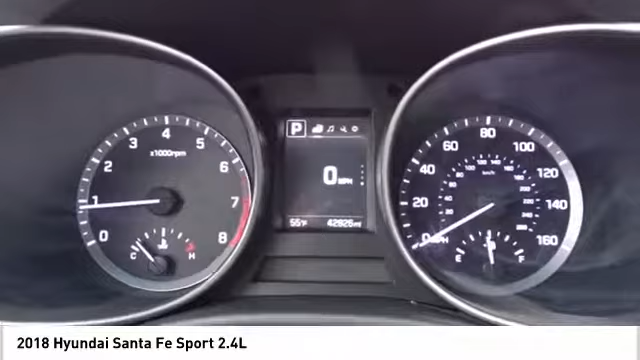 0 1 2 3 4 5 6 7 8
x1000rpm
C H
P
0 MPH
55°F 42926mi
0 20 40 60 80 100 120 140 160
MPH
km/h
E F
2018 Hyundai Santa Fe Sport 2.4L